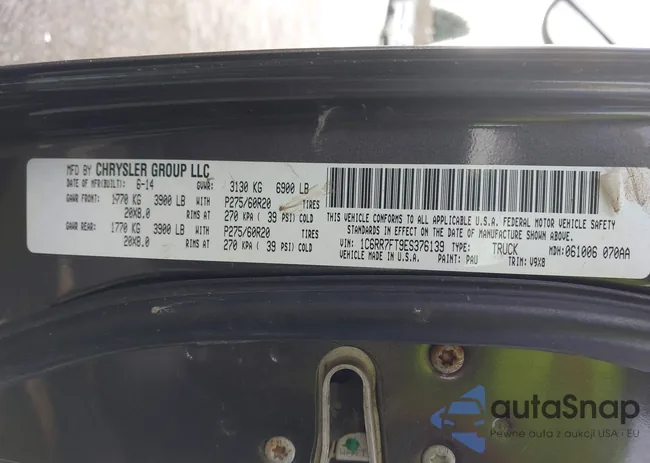 MFD BY CHRYSLER GROUP LLC
DATE OF MFR(BUILT): 6-14 GVWR: 3130 KG 6900 LB
GAWR FRONT: 1770 KG 3900 LB WITH P275/60R20 TIRES
20X8.0 RIMS AT 270 KPA ( 39 PSI) COLD
GAWR REAR: 1770 KG 3900 LB WITH P275/60R20 TIRES
20X8.0 RIMS AT 270 KPA ( 39 PSI) COLD
THIS VEHICLE CONFORMS TO ALL APPLICABLE U.S.A. FEDERAL MOTOR VEHICLE SAFETY
STANDARDS IN EFFECT ON THE DATE OF MANUFACTURE SHOWN ABOVE.
VIN: 1C6RR7FT9ES376139 TYPE: TRUCK MDH: 061006 070AA
VEHICLE MADE IN U.S.A. PAINT: PAU TRIM: V9X8
autoSnap
Pewne auta z aukcji USA i EU